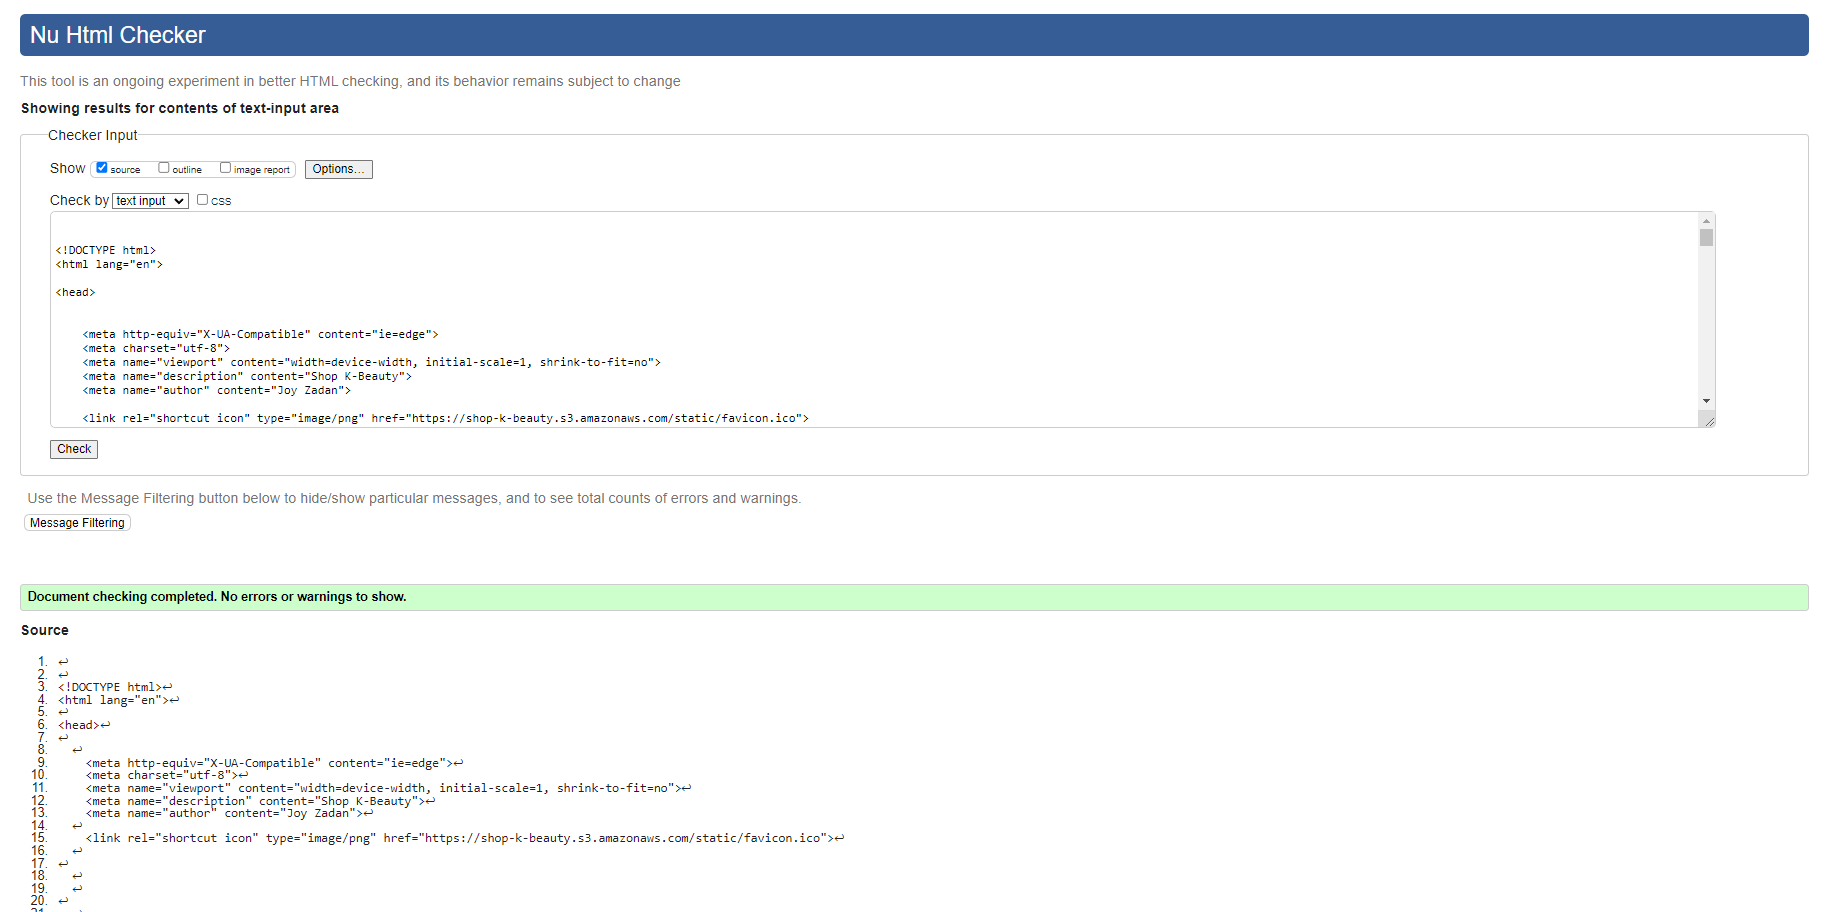 Nu Html Checker
This tool is an ongoing experiment in better HTML checking, and its behavior remains subject to change
Showing results for contents of text-input area
Checker Input
Show source outline image report Options...
Check by text input css
<!DOCTYPE html>
<html lang="en">
<head>
<meta http-equiv="X-UA-Compatible" content="ie=edge">
<meta charset="utf-8">
<meta name="viewport" content="width=device-width, initial-scale=1, shrink-to-fit=no">
<meta name="description" content="Shop K-Beauty">
<meta name="author" content="Joy Zadan">
<link rel="shortcut icon" type="image/png" href="https://shop-k-beauty.s3.amazonaws.com/static/favicon.ico">
Check
Use the Message Filtering button below to hide/show particular messages, and to see total counts of errors and warnings.
Message Filtering
Document checking completed. No errors or warnings to show.
Source
1. ↩
2. ↩
3. <!DOCTYPE html>↩
4. <html lang="en">↩
5. ↩
6. <head>↩
7. ↩
8. ↩
9. <meta http-equiv="X-UA-Compatible" content="ie=edge">↩
10. <meta charset="utf-8">↩
11. <meta name="viewport" content="width=device-width, initial-scale=1, shrink-to-fit=no">↩
12. <meta name="description" content="Shop K-Beauty">↩
13. <meta name="author" content="Joy Zadan">↩
14. ↩
15. <link rel="shortcut icon" type="image/png" href="https://shop-k-beauty.s3.amazonaws.com/static/favicon.ico">↩
16. ↩
17. ↩
18. ↩
19. ↩
20. ↩